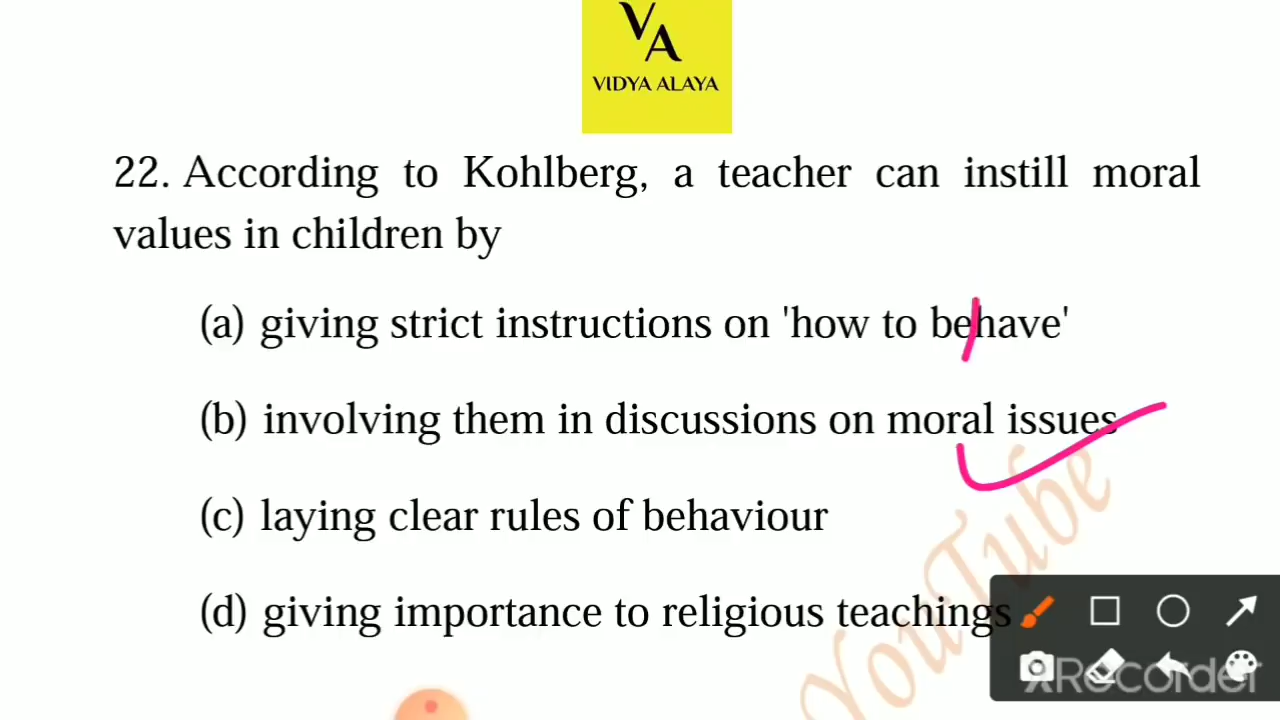 VA
VIDYA ALAYA
22. According to Kohlberg, a teacher can instill moral
values in children by
(a) giving strict instructions on 'how to behave'
(b) involving them in discussions on moral issues
(c) laying clear rules of behaviour
(d) giving importance to religious teachings
YouTube
XRecorder